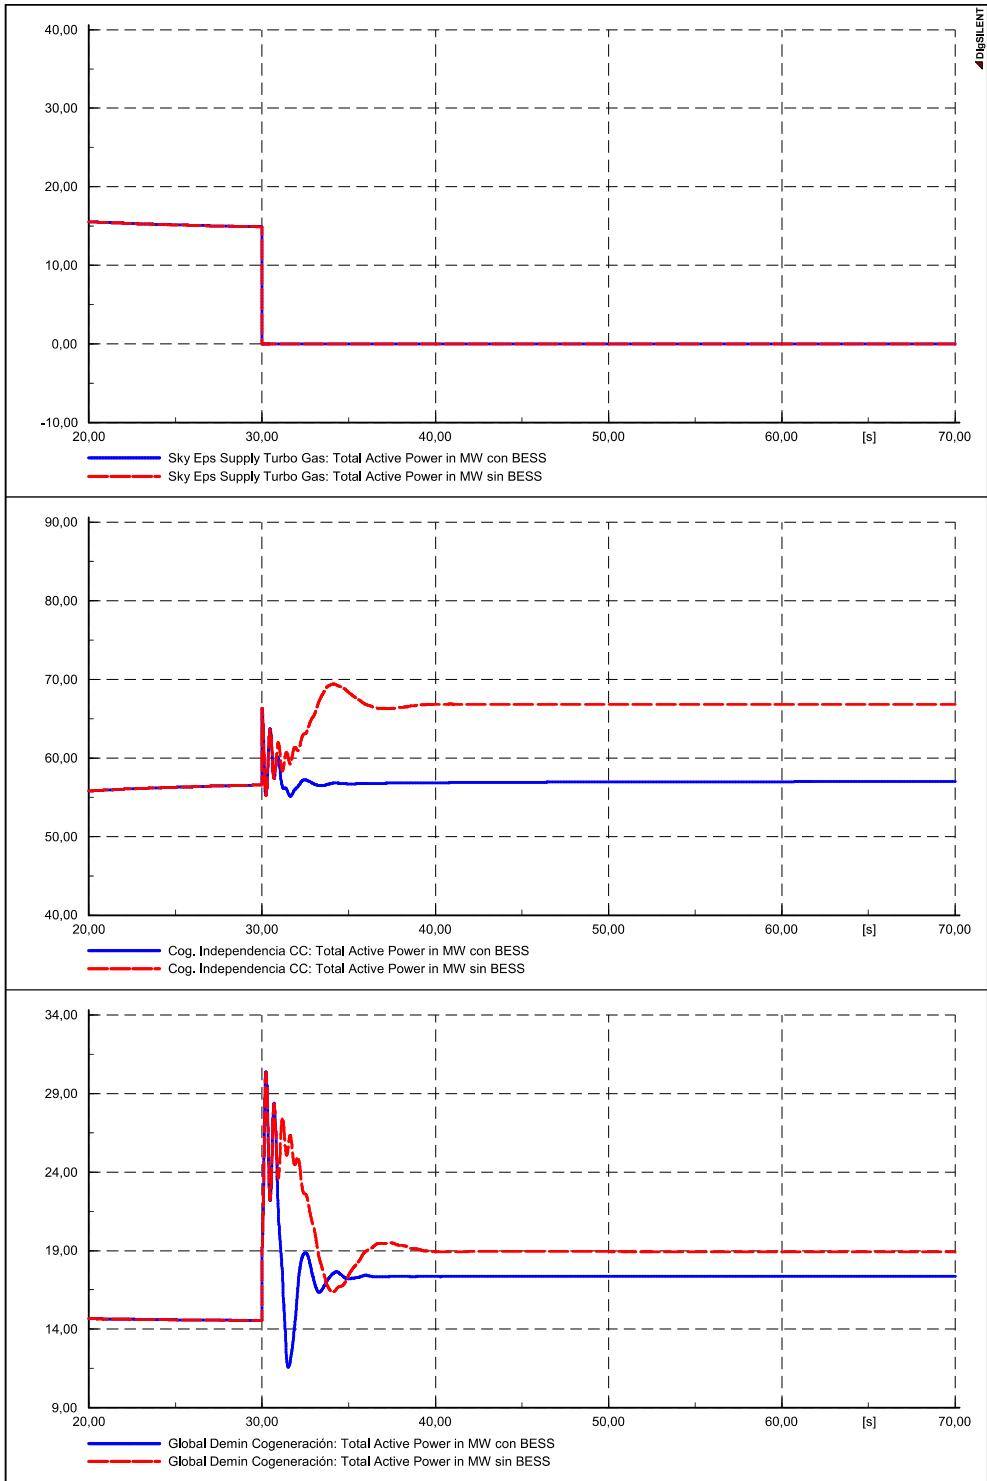 DIgSILENT
40,00
30,00
20,00
10,00
0,00
-10,00
20,00 30,00 40,00 50,00 60,00 [s] 70,00
Sky Eps Supply Turbo Gas: Total Active Power in MW con BESS
Sky Eps Supply Turbo Gas: Total Active Power in MW sin BESS
90,00
80,00
70,00
60,00
50,00
40,00
20,00 30,00 40,00 50,00 60,00 [s] 70,00
Cog. Independencia CC: Total Active Power in MW con BESS
Cog. Independencia CC: Total Active Power in MW sin BESS
34,00
29,00
24,00
19,00
14,00
9,00
20,00 30,00 40,00 50,00 60,00 [s] 70,00
Global Demin Cogeneración: Total Active Power in MW con BESS
Global Demin Cogeneración: Total Active Power in MW sin BESS